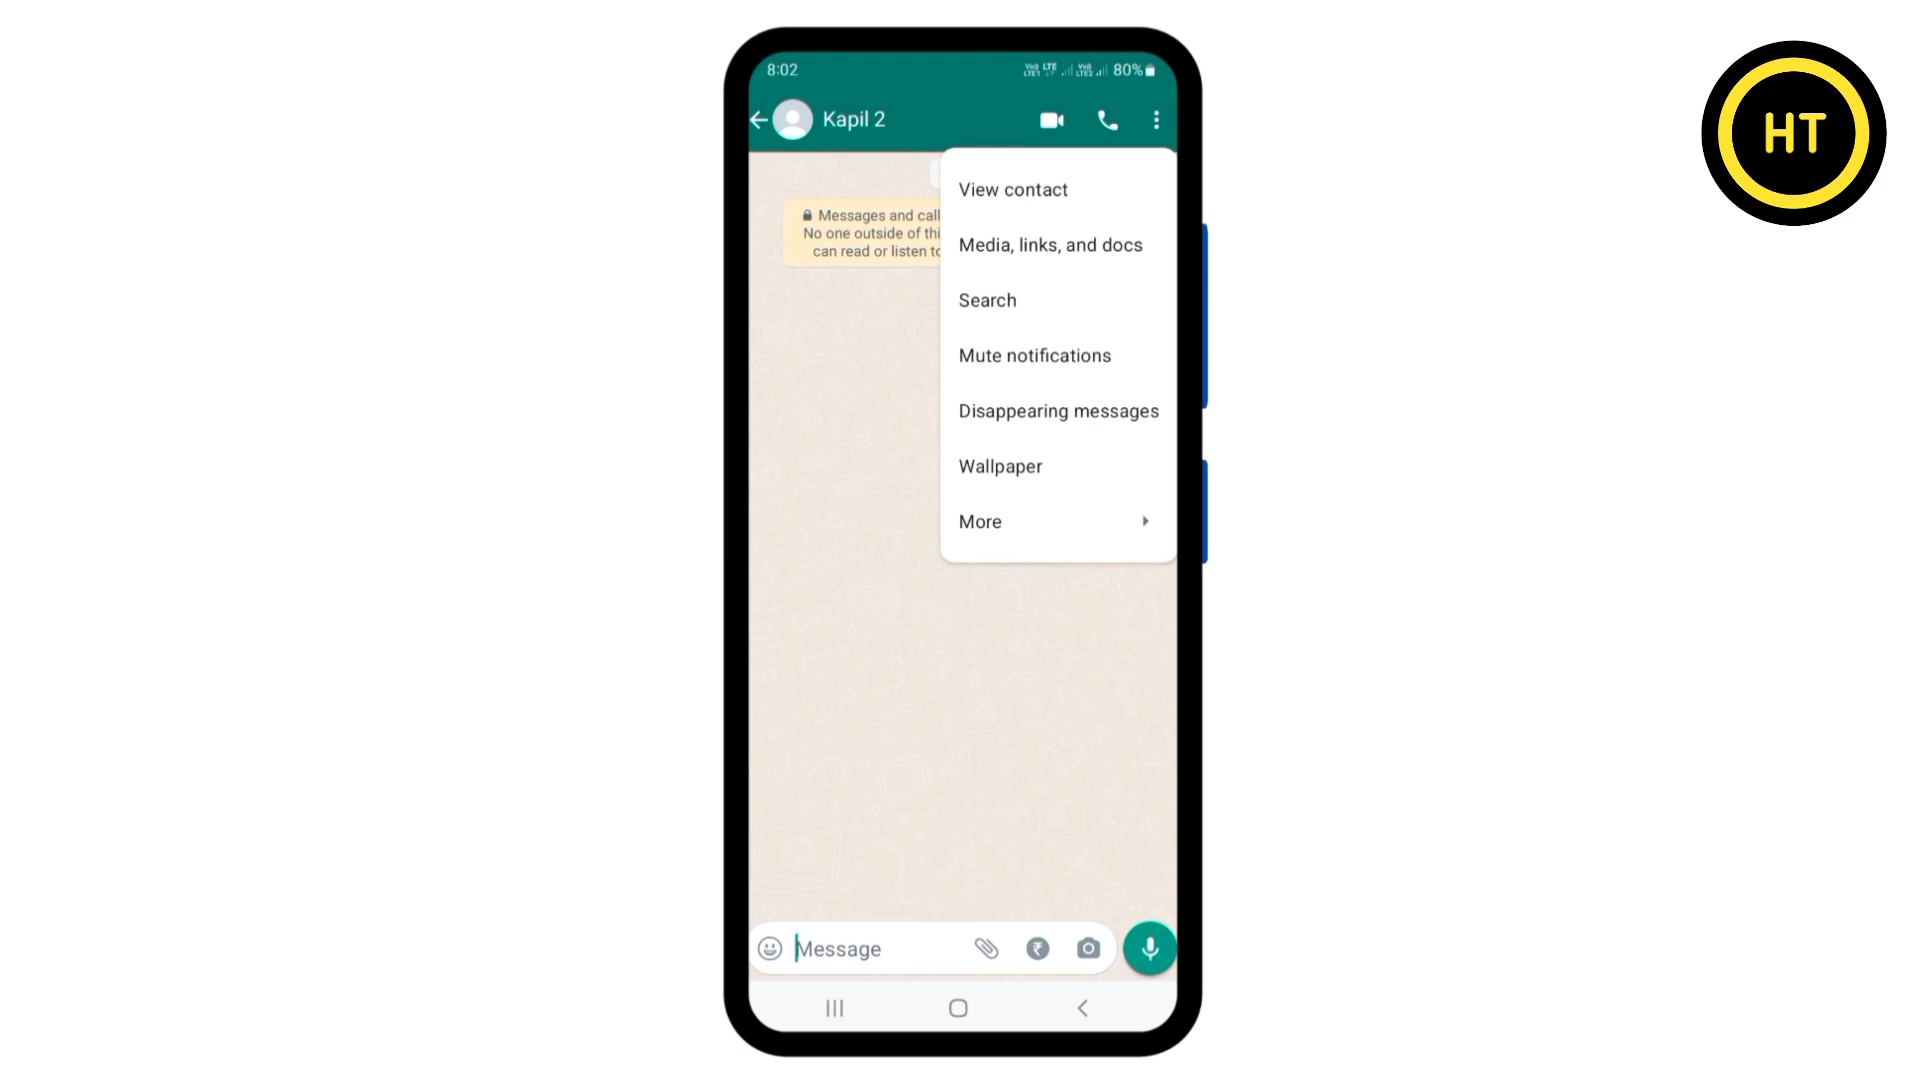 8:02
80%
Kapil 2
HT
View contact
Media, links, and docs
Search
Mute notifications
Disappearing messages
Wallpaper
More
Messages and call
No one outside of thi
can read or listen to
Message